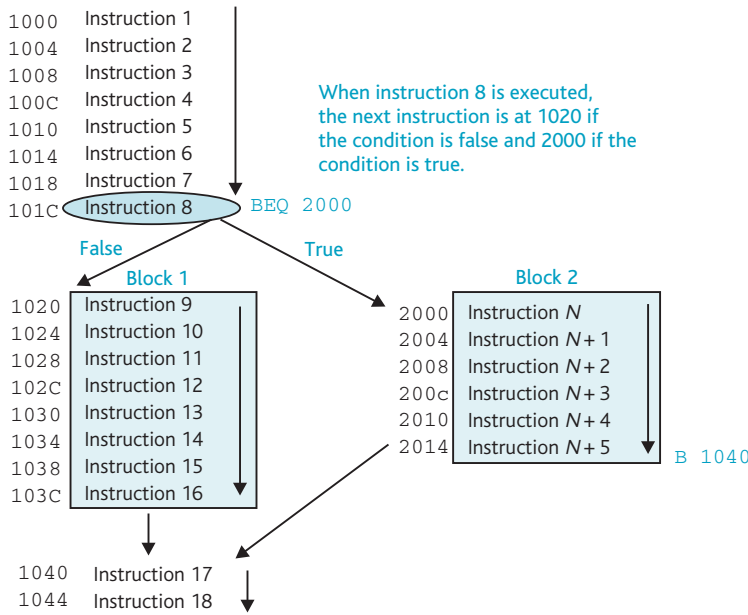 1000 Instruction 1
1004 Instruction 2
1008 Instruction 3
100C Instruction 4
1010 Instruction 5
1014 Instruction 6
1018 Instruction 7
101C Instruction 8 BEQ 2000
When instruction 8 is executed,
the next instruction is at 1020 if
the condition is false and 2000 if the
condition is true.
False
True
Block 1
1020 Instruction 9
1024 Instruction 10
1028 Instruction 11
102C Instruction 12
1030 Instruction 13
1034 Instruction 14
1038 Instruction 15
103C Instruction 16
Block 2
2000 Instruction N
2004 Instruction N + 1
2008 Instruction N + 2
200c Instruction N + 3
2010 Instruction N + 4
2014 Instruction N + 5
B 1040
1040 Instruction 17
1044 Instruction 18